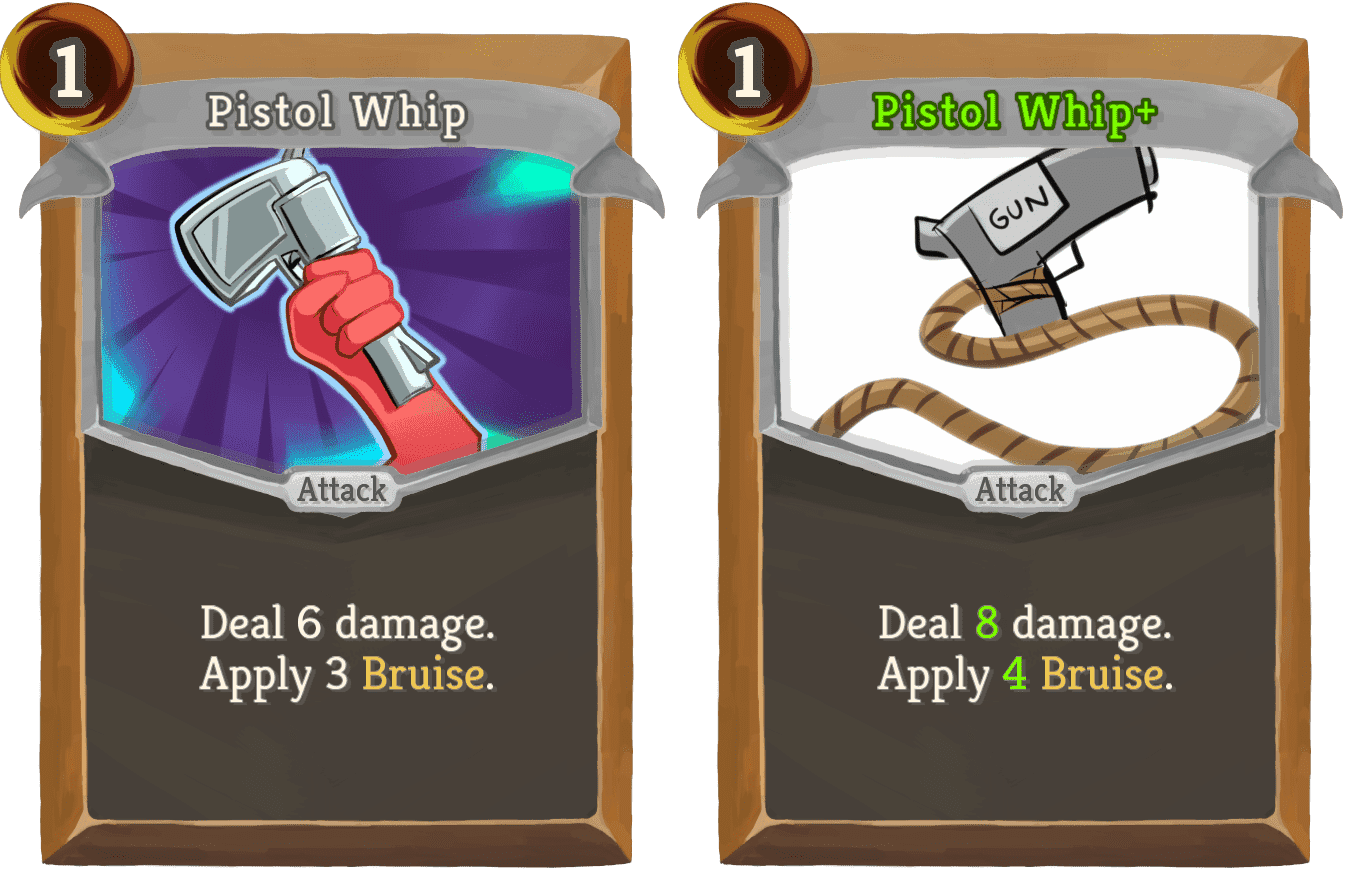 1
Pistol Whip
Attack
Deal 6 damage.
Apply 3 Bruise.
1
Pistol Whip+
GUN
Attack
Deal 8 damage.
Apply 4 Bruise.